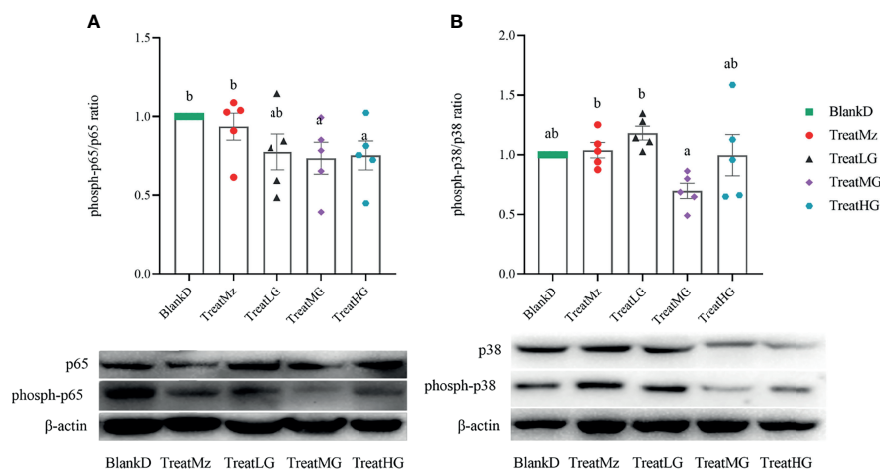 A
B
phosph-p65/p65 ratio
1.5
1.0
0.5
0.0
b
b
ab
a
a
BlankD
TreatMz
TreatLG
TreatMG
TreatHG
phosph-p38/p38 ratio
2.0
1.5
1.0
0.5
0.0
ab
b
b
a
ab
BlankD
TreatMz
TreatLG
TreatMG
TreatHG
BlankD
TreatMz
TreatLG
TreatMG
TreatHG
p65
phosph-p65
β-actin
BlankD TreatMz TreatLG TreatMG TreatHG
p38
phosph-p38
β-actin
BlankD TreatMz TreatLG TreatMG TreatHG